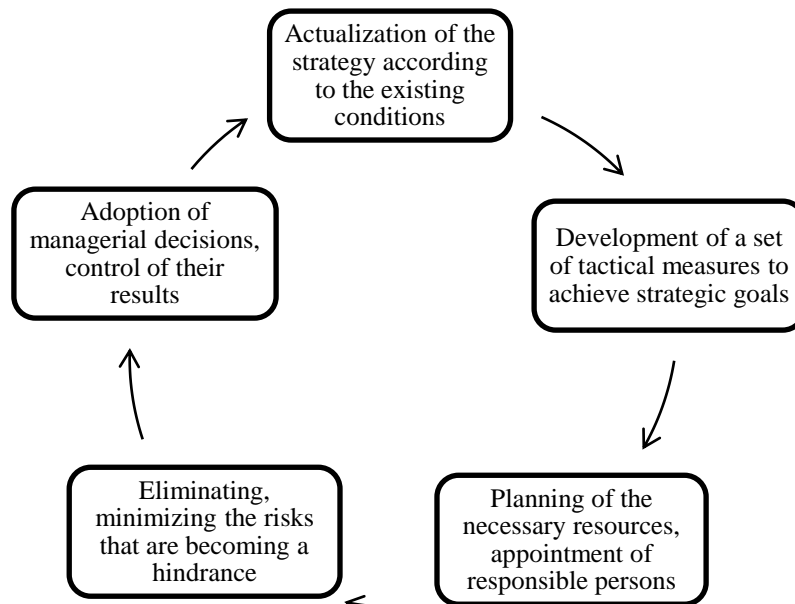 Actualization of the
strategy according
to the existing
conditions
Adoption of
managerial decisions,
control of their
results
Development of a set
of tactical measures to
achieve strategic goals
Eliminating,
minimizing the risks
that are becoming a
hindrance
Planning of the
necessary resources,
appointment of
responsible persons